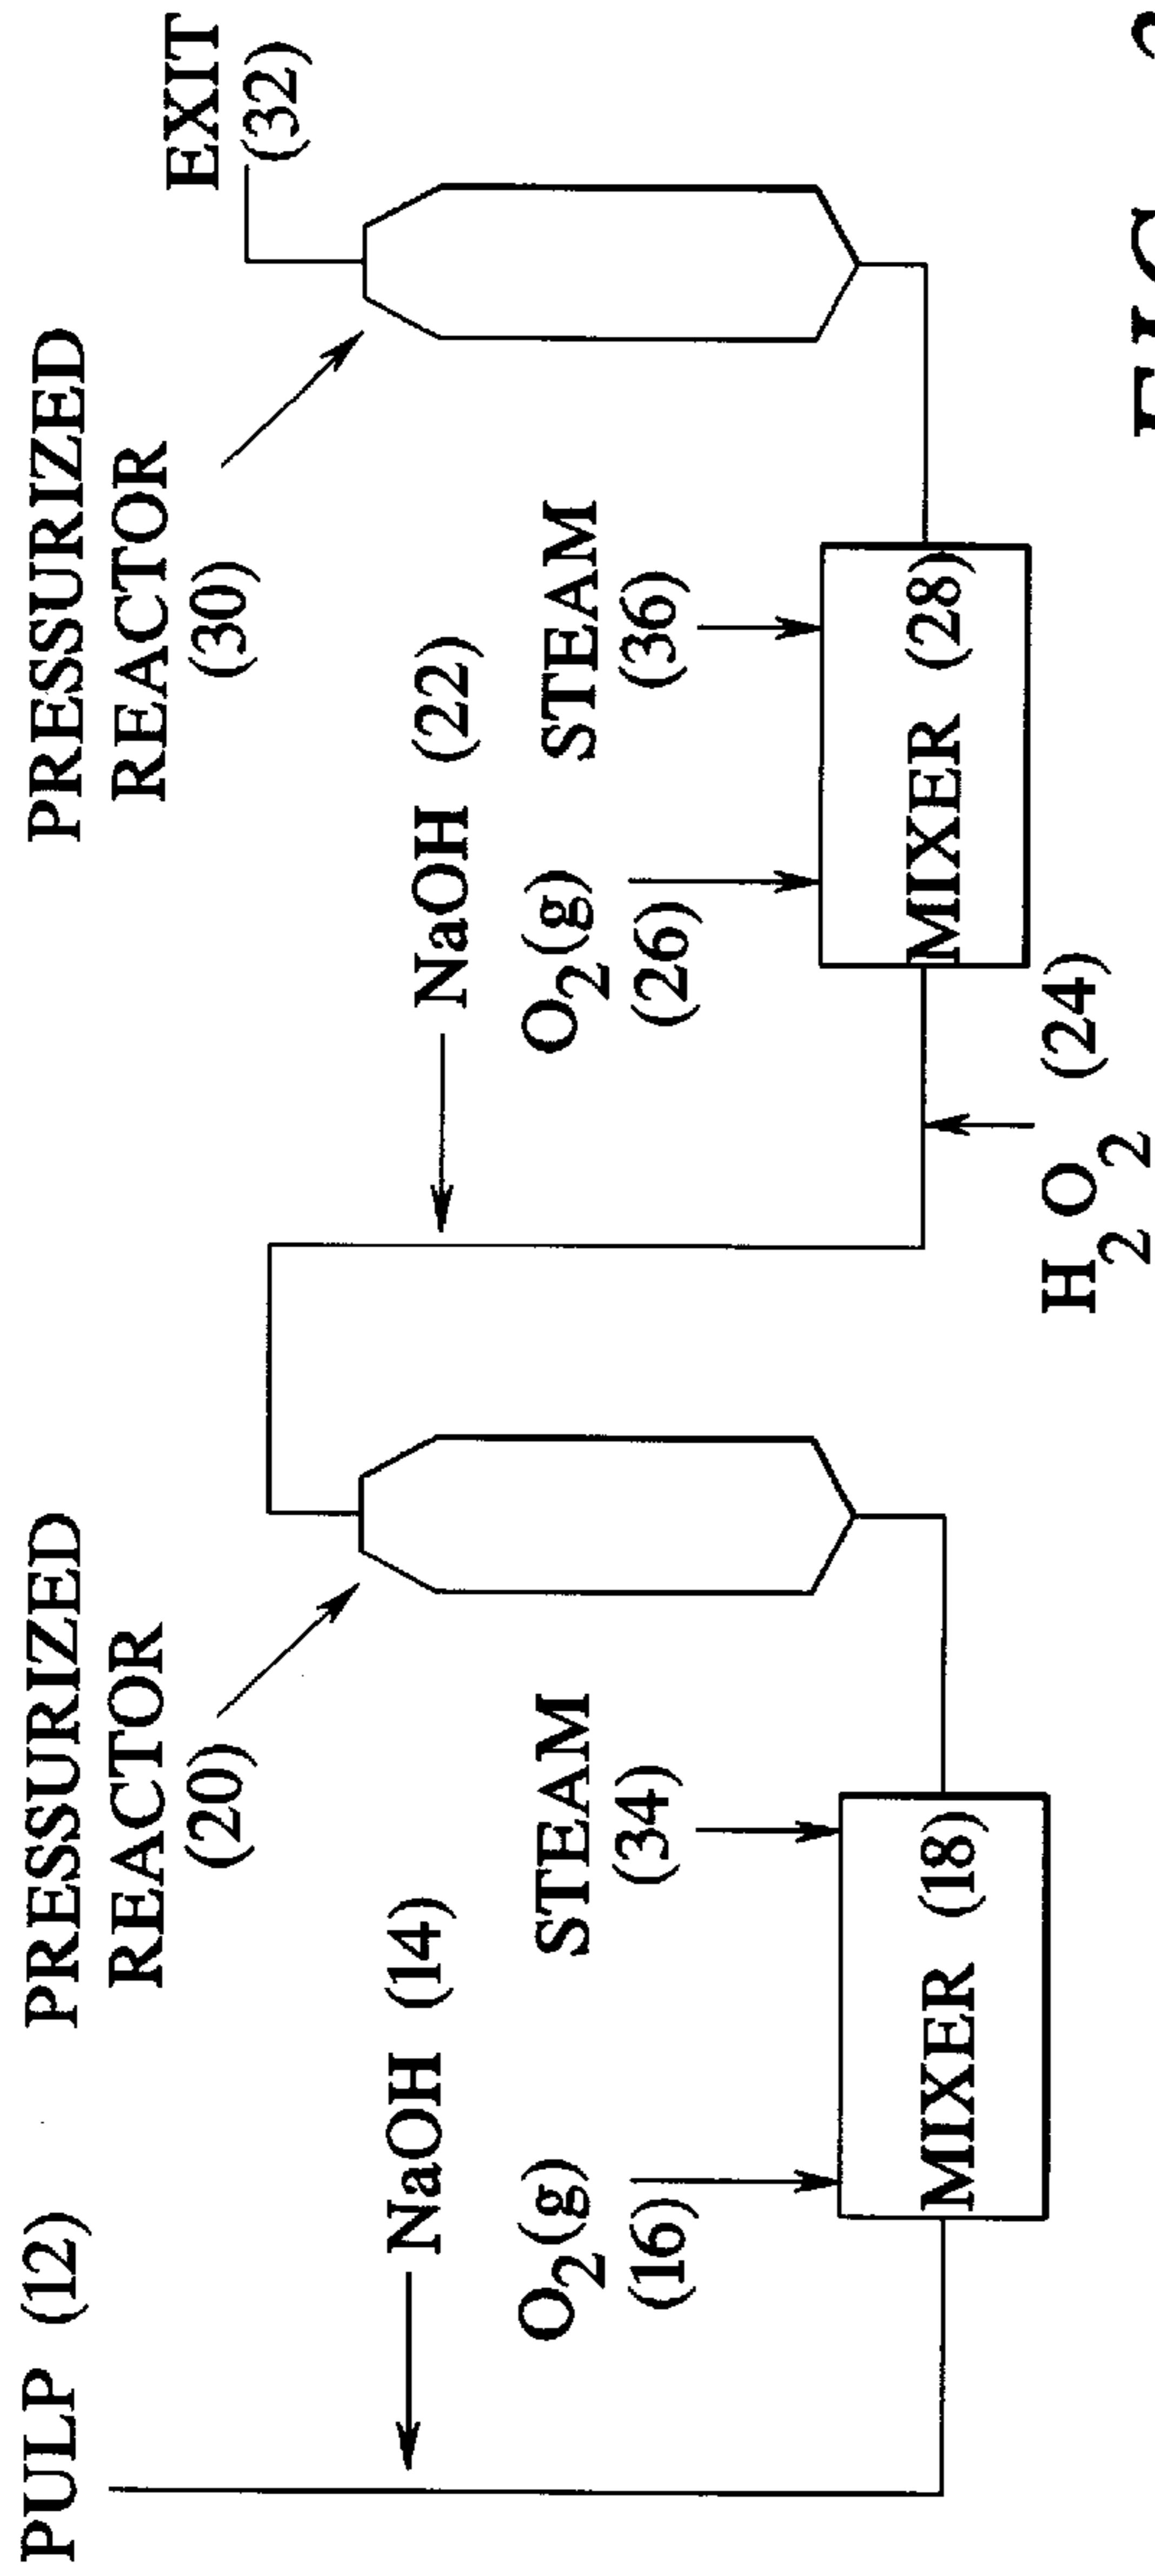 PULP (12)
PRESSURIZED
REACTOR
(20)
PRESSURIZED
REACTOR
(30)
EXIT
(32)
NaOH (14)
NaOH (22)
O2(g)
(16)
STEAM
(34)
O2(g)
(26)
STEAM
(36)
MIXER (18)
MIXER (28)
H2O2 (24)